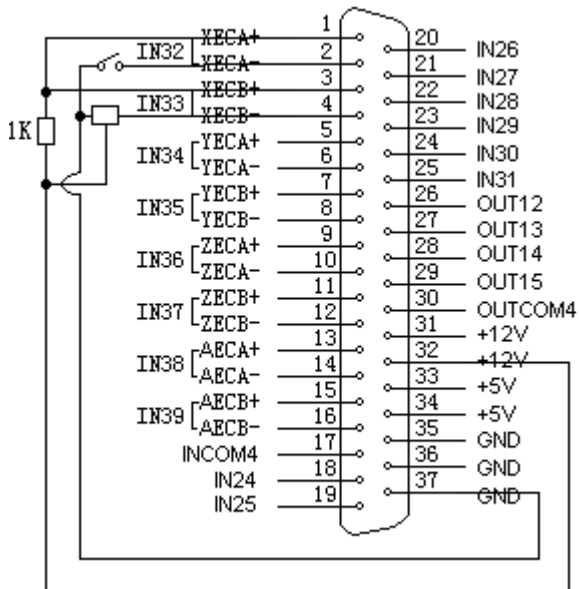 1
IN32 XECA+
XECA- 2
XECB+ 3
IN33 XECB- 4
1K
YECA+ 5
IN34
YECA- 6
YECB+ 7
IN35
YECB- 8
ZECA+ 9
IN36
ZECA- 10
ZECB+ 11
IN37
ZECB- 12
AECA+ 13
IN38
AECA- 14
AECB+ 15
IN39
AECB- 16
INCOM4 17
IN24 18
IN25 19
20 IN26
21 IN27
22 IN28
23 IN29
24 IN30
25 IN31
26 OUT12
27 OUT13
28 OUT14
29 OUT15
30 OUTCOM4
31 +12V
32 +12V
33 +5V
34 +5V
35 GND
36 GND
37 GND